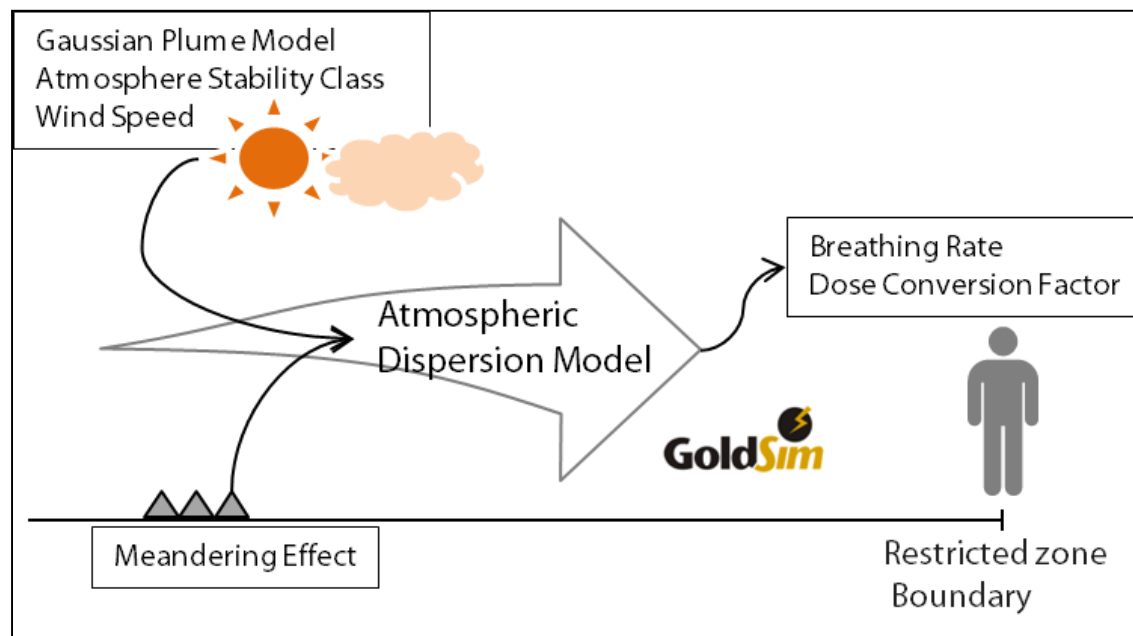 Gaussian Plume Model
Atmosphere Stability Class
Wind Speed
Breathing Rate
Dose Conversion Factor
Atmospheric
Dispersion Model
GoldSim
Meandering Effect
Restricted zone
Boundary